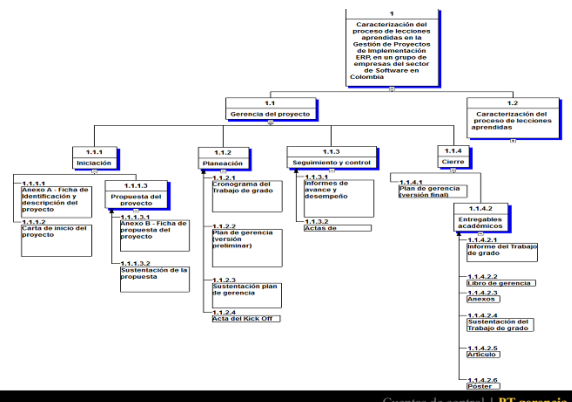 1
Caracterización del
proceso de lecciones
aprendidas en la
Gestión de Proyectos
de Implementación
ERP, en un grupo de
empresas del sector
de Software en
Colombia
1.1
Gerencia del proyecto
1.2
Caracterización del
proceso de lecciones
aprendidas
1.1.1
Iniciación
1.1.2
Planeación
1.1.3
Seguimiento y control
1.1.4
Cierre
1.1.1.1
Anexo A - Ficha de
Identificación y
descripción del
proyecto
1.1.1.2
Carta de inicio del
proyecto
1.1.1.3
Propuesta del
proyecto
1.1.1.3.1
Anexo B - Ficha de
propuesta del
proyecto
1.1.1.3.2
Sustentación de la
propuesta
1.1.2.1
Cronograma del
Trabajo de grado
1.1.2.2
Plan de gerencia
(versión
preliminar)
1.1.2.3
Sustentación plan
de gerencia
1.1.2.4
Acta del Kick Off
1.1.3.1
Informes de
avance y
desempeño
1.1.3.2
Actas de
1.1.4.1
Plan de gerencia
(versión final)
1.1.4.2
Entregables
académicos
1.1.4.2.1
Informe del Trabajo
de grado
1.1.4.2.2
Libro de gerencia
1.1.4.2.3
Anexos
1.1.4.2.4
Sustentación del
Trabajo de grado
1.1.4.2.5
Artículo
1.1.4.2.6
Póster
Cuentas de control | PT gerencia